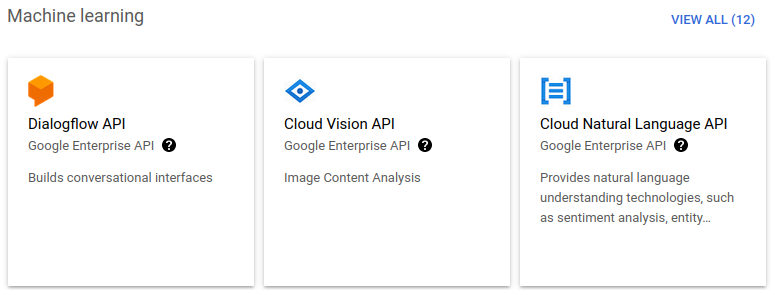 Machine learning
VIEW ALL (12)
Dialogflow API
Google Enterprise API ?
Builds conversational interfaces
Cloud Vision API
Google Enterprise API ?
Image Content Analysis
Cloud Natural Language API
Google Enterprise API ?
Provides natural language
understanding technologies, such
as sentiment analysis, entity…